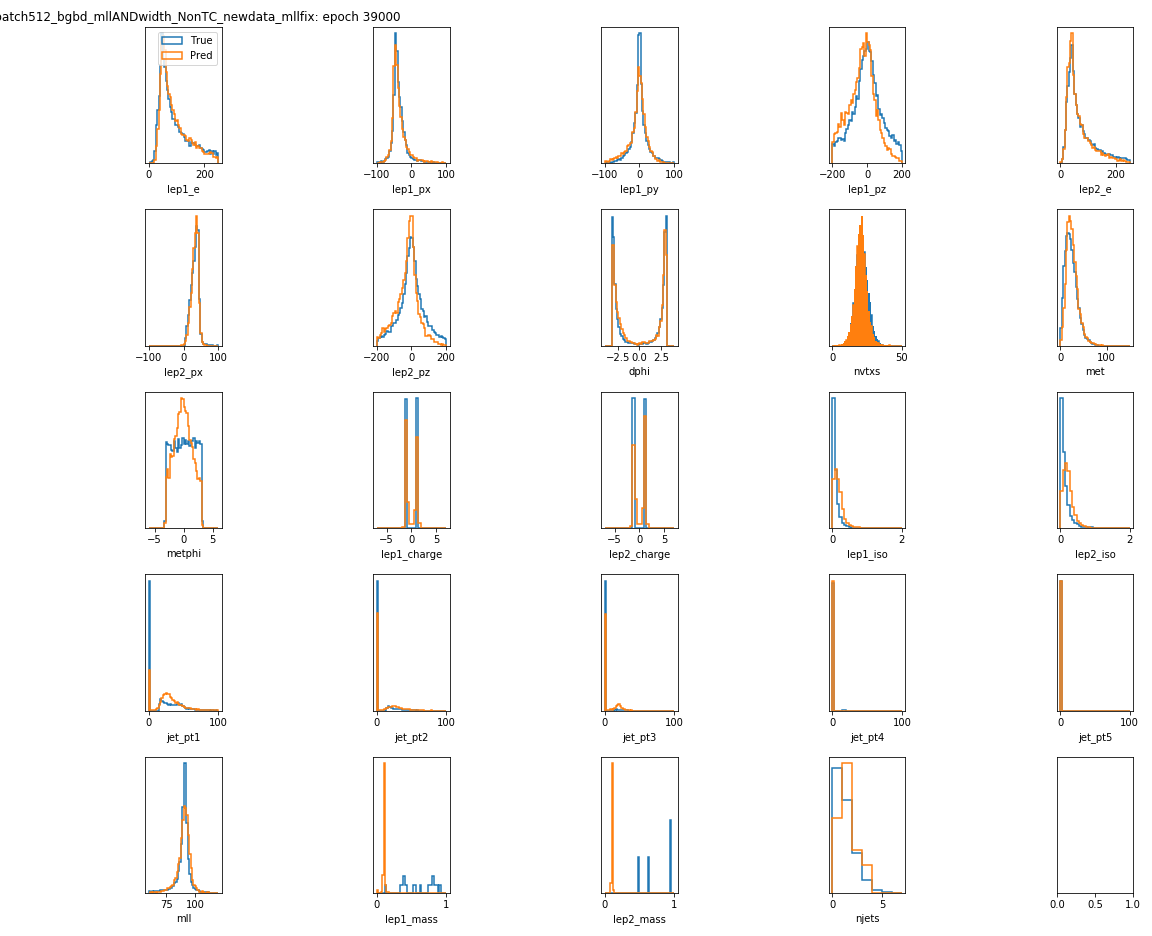 batch512_bgbd_mllANDwidth_NonTC_newdata_mllfix: epoch 39000
True
Pred
0 200
lep1_e
−100 0 100
lep1_px
−100 0 100
lep1_py
−200 0 200
lep1_pz
0 200
lep2_e
−100 0 100
lep2_px
−200 0 200
lep2_pz
−2.5 0.0 2.5
dphi
0 50
nvtxs
0 100
met
−5 0 5
metphi
−5 0 5
lep1_charge
−5 0 5
lep2_charge
0 2
lep1_iso
0 2
lep2_iso
0 100
jet_pt1
0 100
jet_pt2
0 100
jet_pt3
0 100
jet_pt4
0 100
jet_pt5
75 100
mll
0 1
lep1_mass
0 1
lep2_mass
0 5
njets
0.0 0.5 1.0